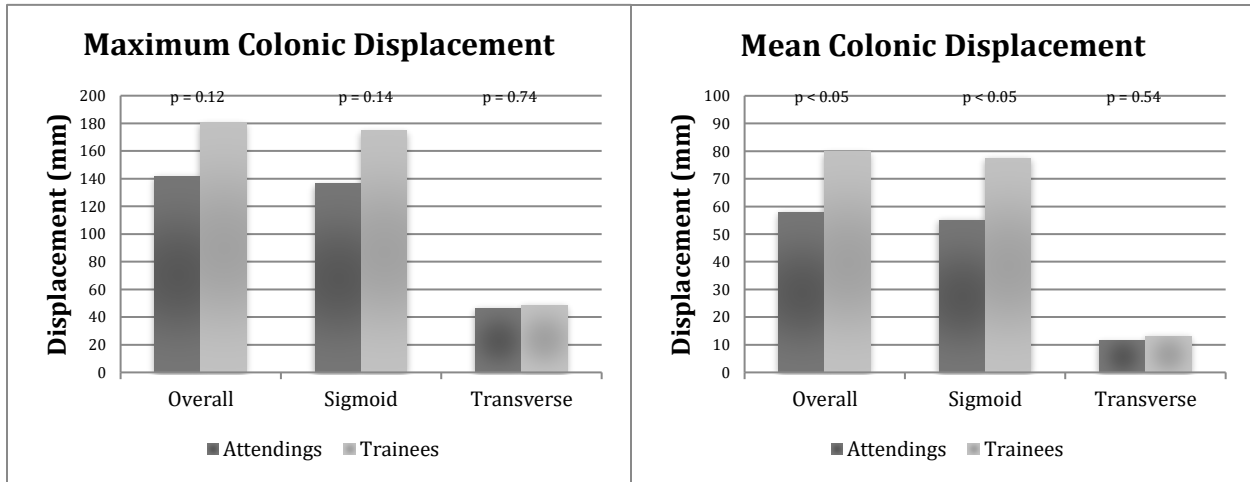 Maximum Colonic Displacement
p = 0.12 p = 0.14 p = 0.74
Displacement (mm)
200
180
160
140
120
100
80
60
40
20
0
Overall Sigmoid Transverse
Attendings Trainees
Mean Colonic Displacement
p < 0.05 p < 0.05 p = 0.54
Displacement (mm)
100
90
80
70
60
50
40
30
20
10
0
Overall Sigmoid Transverse
Attendings Trainees